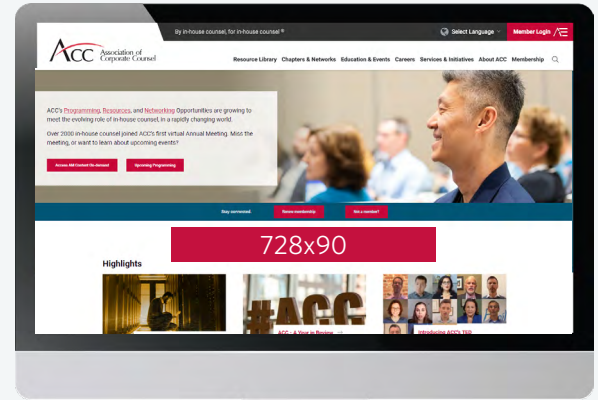 By in-house counsel, for in-house counsel ®
Select Language
Member Login
ACC Association of
Corporate Counsel
Resource Library Chapters & Networks Education & Events Careers Services & Initiatives About ACC Membership
ACC's Programming, Resources, and Networking Opportunities are growing to
meet the evolving role of in-house counsel, in a rapidly changing world.
Over 2000 in-house counsel joined ACC's first virtual Annual Meeting. Miss the
meeting, or want to learn about upcoming events?
Access AM Content On-demand
Upcoming Programming
Stay connected:
Renew membership
Not a member?
728x90
Highlights
#ACC
ACC - A Year in Review →
Introducing ACC's TED